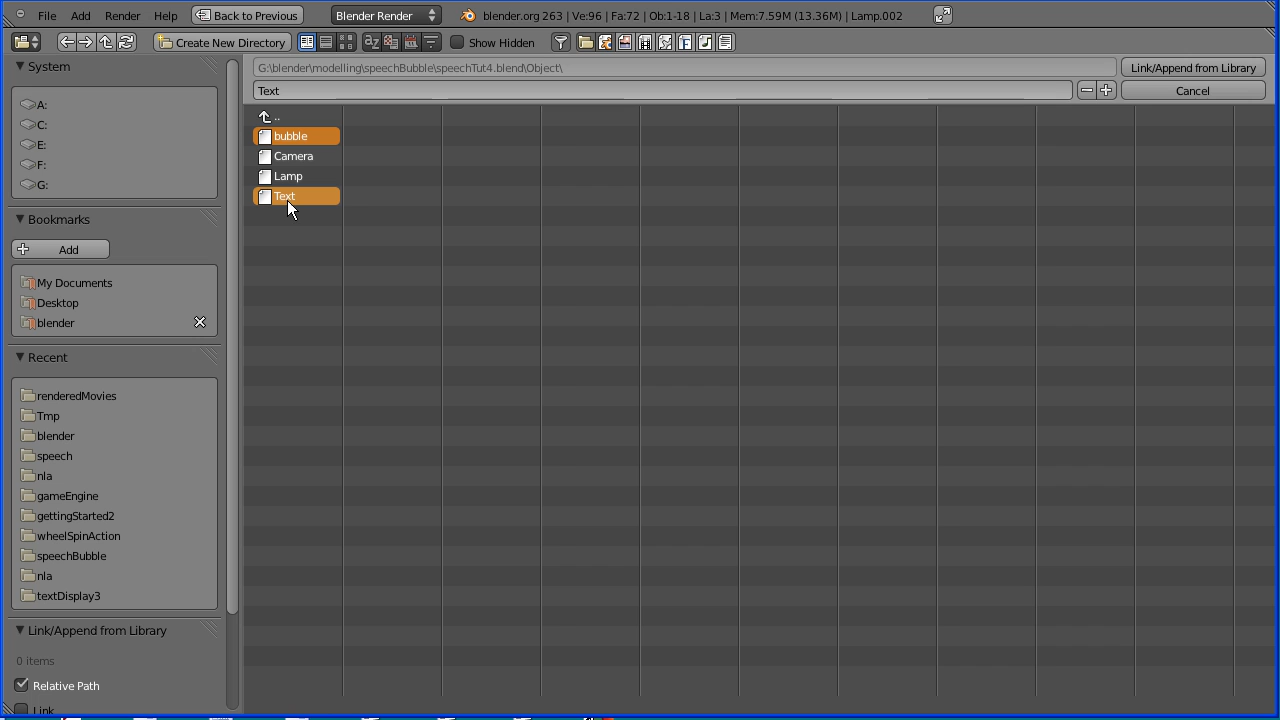 File Add Render Help Back to Previous Blender Render blender.org 263 | Ve:96 | Fa:72 | Ob:1-18 | La:3 | Mem:7.59M (13.36M) | Lamp.002
Create New Directory Show Hidden
System
G:\blender\modelling\speechBubble\speechTut4.blend\Object\ Link/Append from Library
Text Cancel
A:
C:
E:
F:
G:
..
bubble
Camera
Lamp
Text
Bookmarks
Add
My Documents
Desktop
blender
Recent
renderedMovies
Tmp
blender
speech
nla
gameEngine
gettingStarted2
wheelSpinAction
speechBubble
nla
textDisplay3
Link/Append from Library
0 items
Relative Path
Link